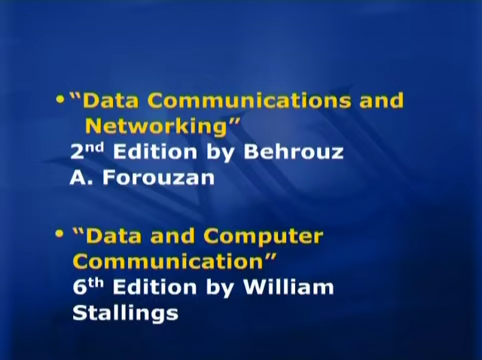 • “Data Communications and
Networking”
2nd Edition by Behrouz
A. Forouzan
• “Data and Computer
Communication”
6th Edition by William
Stallings